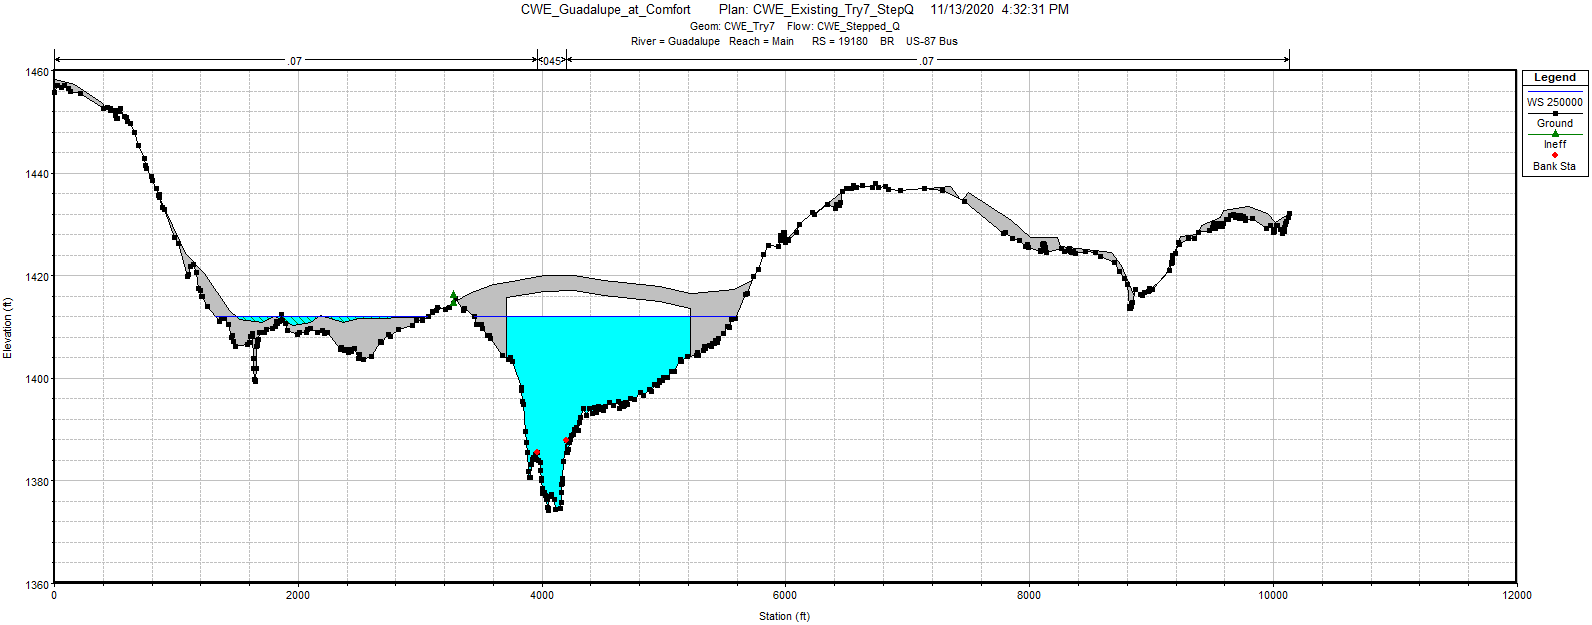 CWE_Guadalupe_at_Comfort Plan: CWE_Existing_Try7_StepQ 11/13/2020 4:32:31 PM
Geom: CWE_Try7 Flow: CWE_Stepped_Q
River = Guadalupe Reach = Main RS = 19180 BR US-87 Bus
.07 .045 .07
1460
1440
1420
1400
1380
1360
Elevation (ft)
0 2000 4000 6000 8000 10000 12000
Station (ft)
Legend
WS 250000
Ground
Ineff
Bank Sta